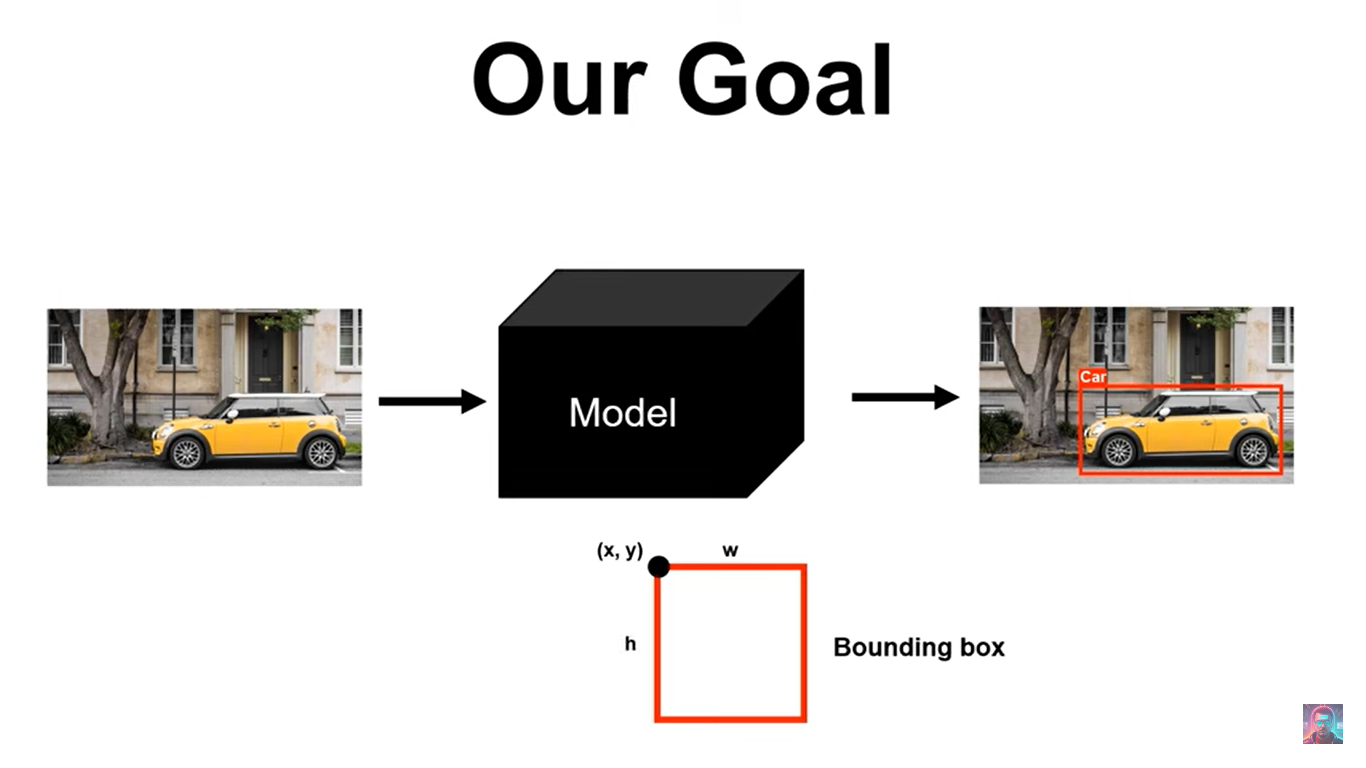 Our Goal
Car
Model
(x, y)
w
h
Bounding box